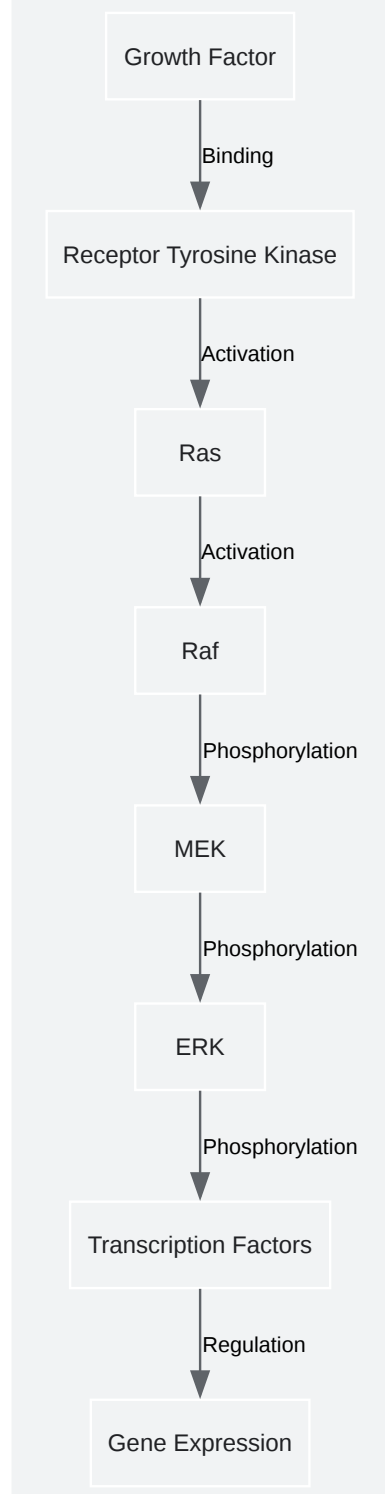 Growth Factor
Binding
Receptor Tyrosine Kinase
Activation
Ras
Activation
Raf
Phosphorylation
MEK
Phosphorylation
ERK
Phosphorylation
Transcription Factors
Regulation
Gene Expression